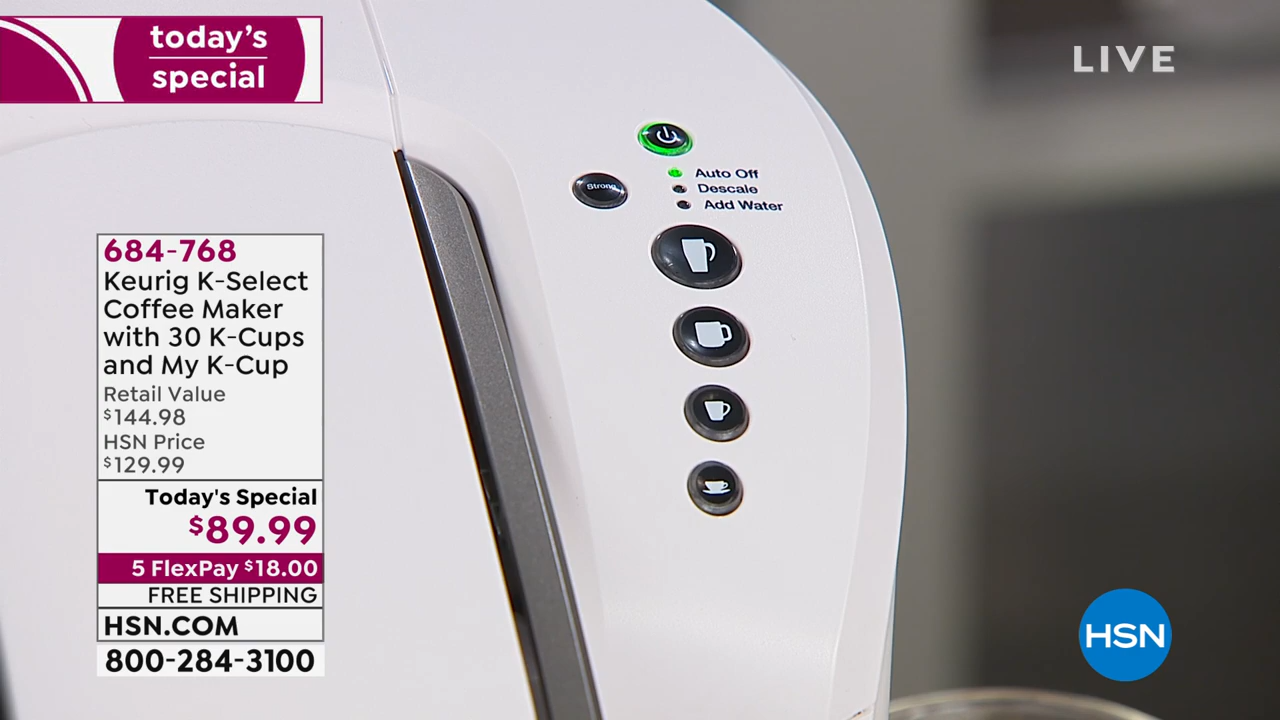 today's
special
LIVE
Auto Off
Strong
Descale
Add Water
684-768
Keurig K-Select
Coffee Maker
with 30 K-Cups
and My K-Cup
Retail Value
$144.98
HSN Price
$129.99
Today's Special
$89.99
5 FlexPay $18.00
FREE SHIPPING
HSN.COM
800-284-3100
HSN